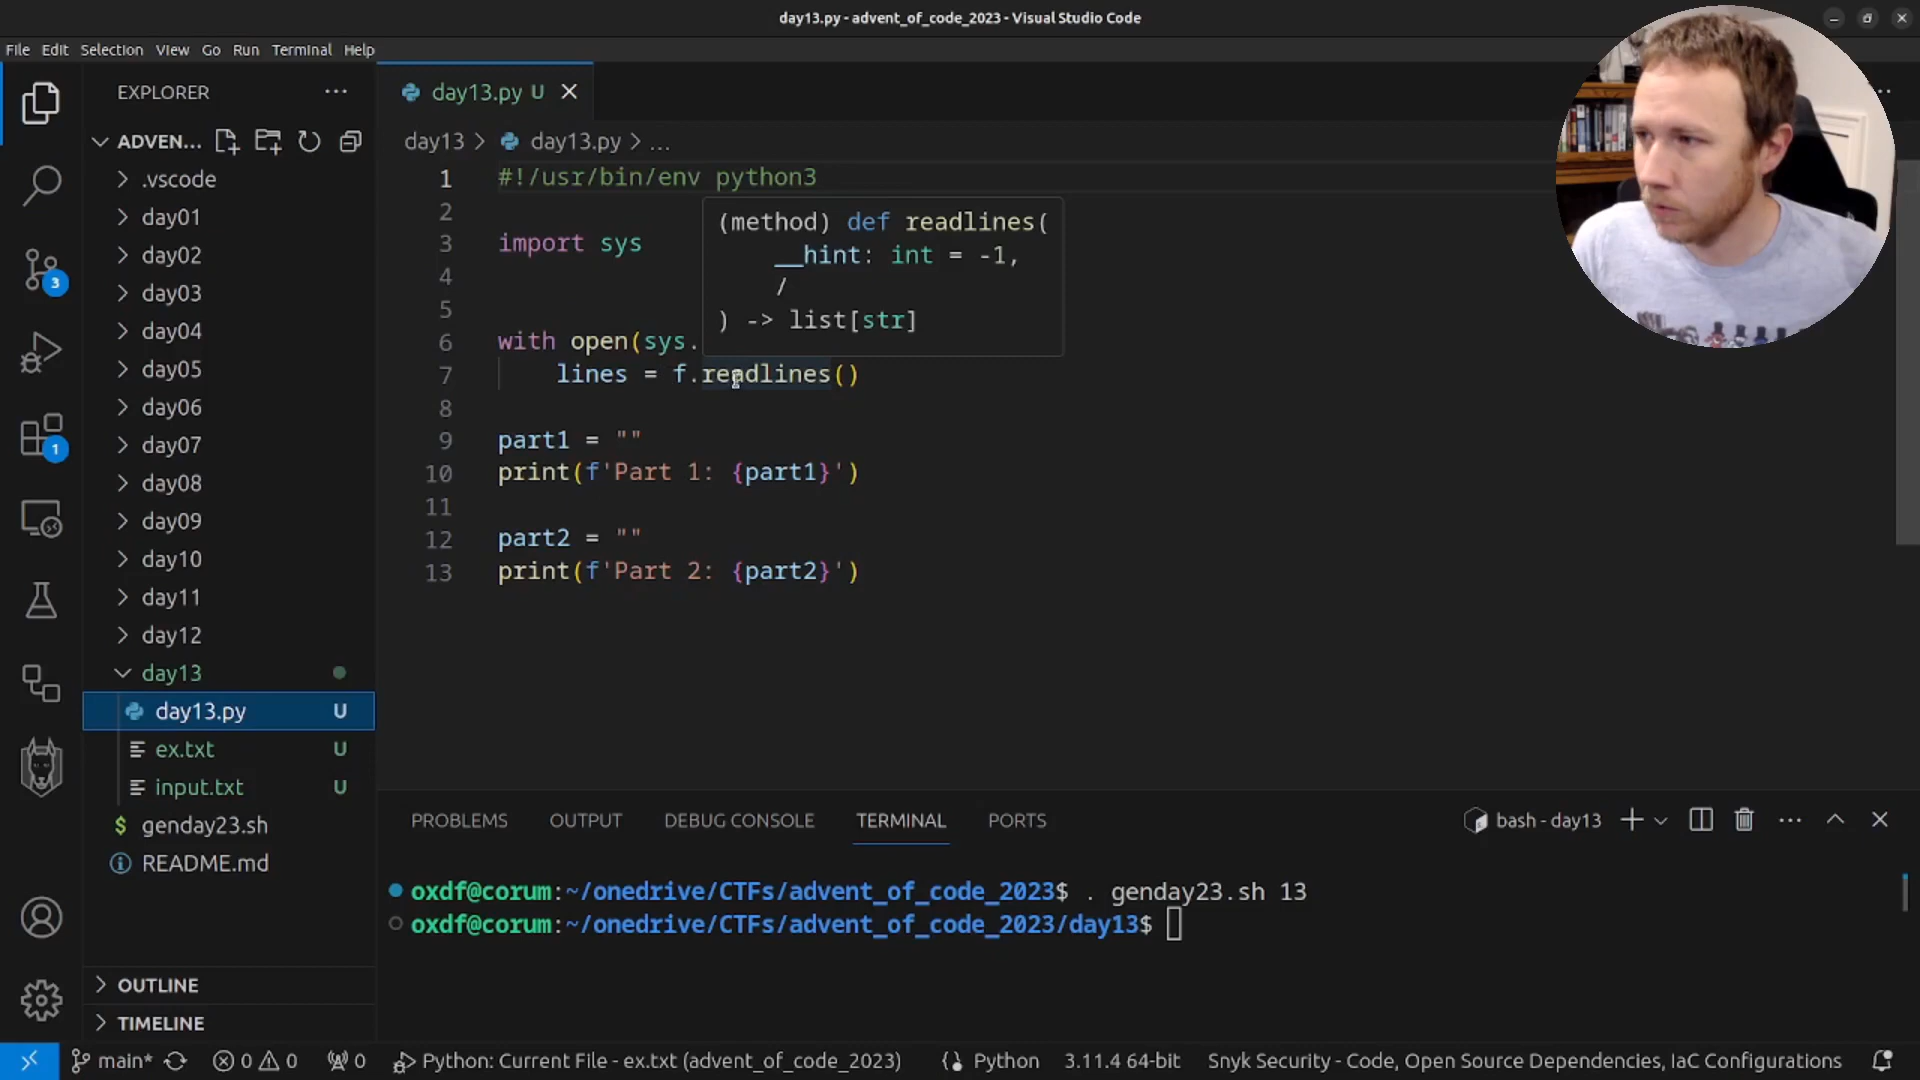 day13.py - advent_of_code_2023 - Visual Studio Code
File Edit Selection View Go Run Terminal Help
EXPLORER
ADVEN...
.vscode
day01
day02
day03
day04
day05
day06
day07
day08
day09
day10
day11
day12
day13
day13.py U
ex.txt U
input.txt U
$ genday23.sh
README.md
OUTLINE
TIMELINE
3
1
day13.py U
day13 > day13.py > ...
1 #!/usr/bin/env python3
2
3 import sys
4
5
6 with open(sys.
7 lines = f.readlines()
8
9 part1 = ""
10 print(f'Part 1: {part1}')
11
12 part2 = ""
13 print(f'Part 2: {part2}')
(method) def readlines(
__hint: int = -1,
/
) -> list[str]
PROBLEMS OUTPUT DEBUG CONSOLE TERMINAL PORTS
bash - day13
oxdf@corum:~/onedrive/CTFs/advent_of_code_2023$ . genday23.sh 13
oxdf@corum:~/onedrive/CTFs/advent_of_code_2023/day13$
main* 0 0 0 Python: Current File - ex.txt (advent_of_code_2023) Python 3.11.4 64-bit Snyk Security - Code, Open Source Dependencies, IaC Configurations